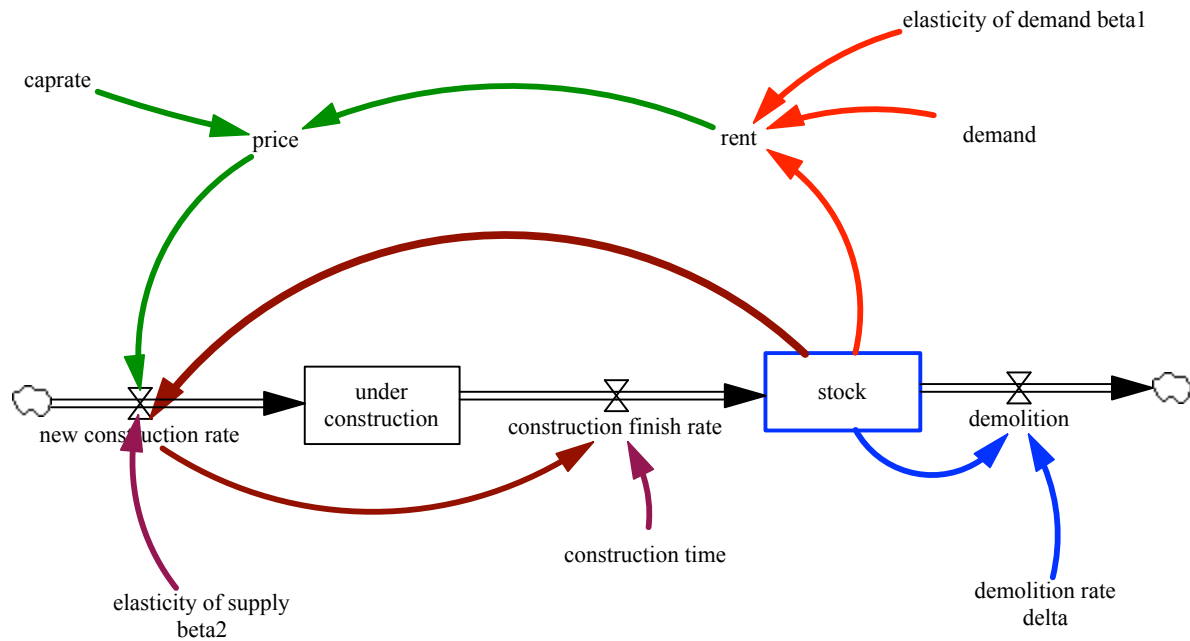 elasticity of demand beta1
caprate
demand
price
rent
under
construction
stock
new construction rate
construction finish rate
demolition
construction time
elasticity of supply
beta2
demolition rate
delta